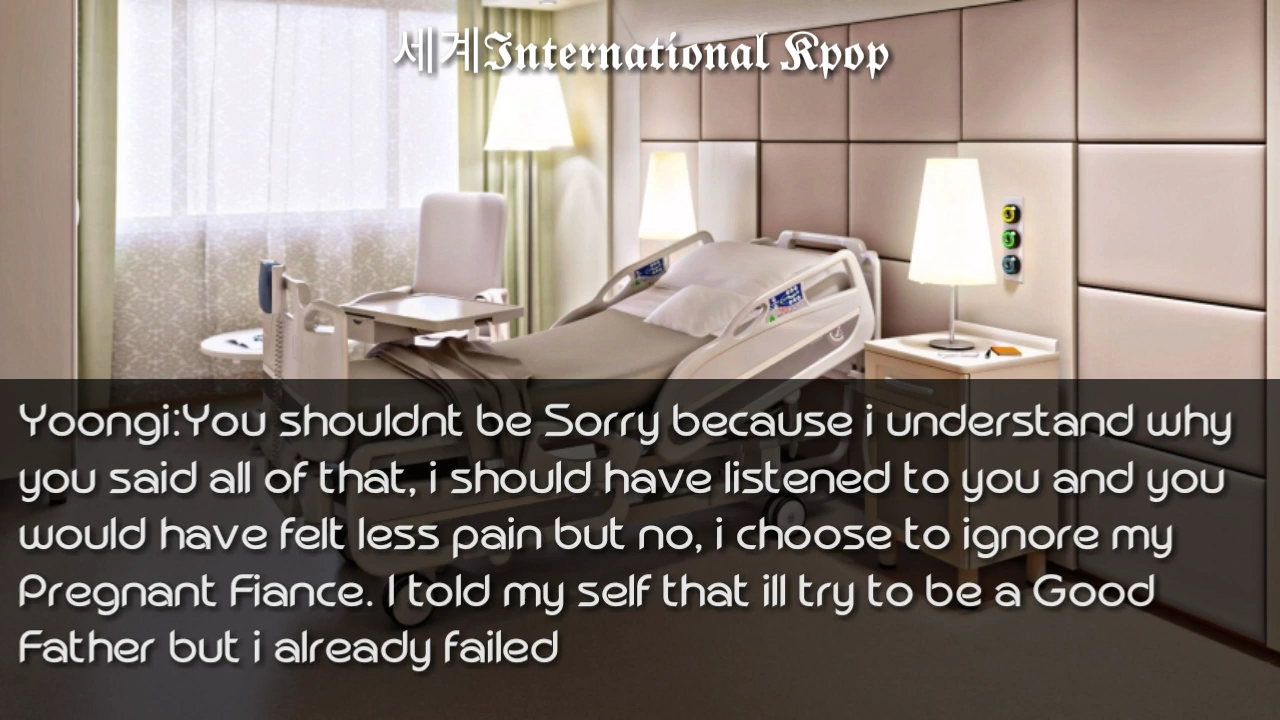 세계International Kpop
Yoongi:You shouldnt be Sorry because i understand why
you said all of that, i should have listened to you and you
would have felt less pain but no, i choose to ignore my
Pregnant Fiance. I told my self that ill try to be a Good
Father but i already failed